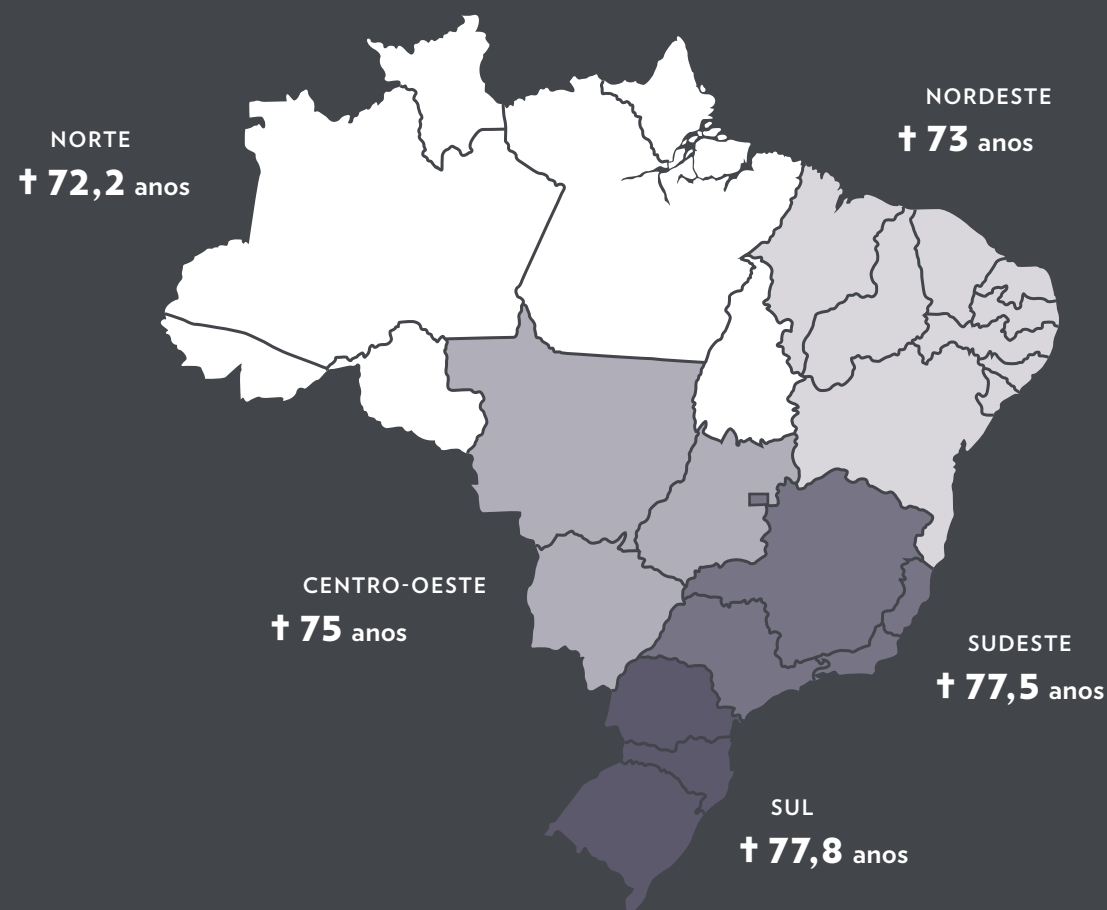 NORDESTE
† 73 anos
NORTE
† 72,2 anos
CENTRO-OESTE
† 75 anos
SUDESTE
† 77,5 anos
SUL
† 77,8 anos